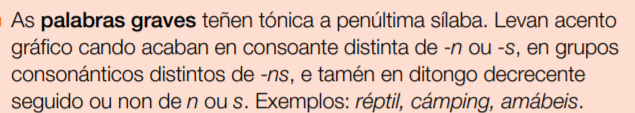 As palabras graves teñen tónica a penúltima sílaba. Levan acento
gráfico cando acaban en consoante distinta de -n ou -s, en grupos
consonánticos distintos de -ns, e tamén en ditongo decrecente
seguido ou non de n ou s. Exemplos: réptil, cámping, amábeis.